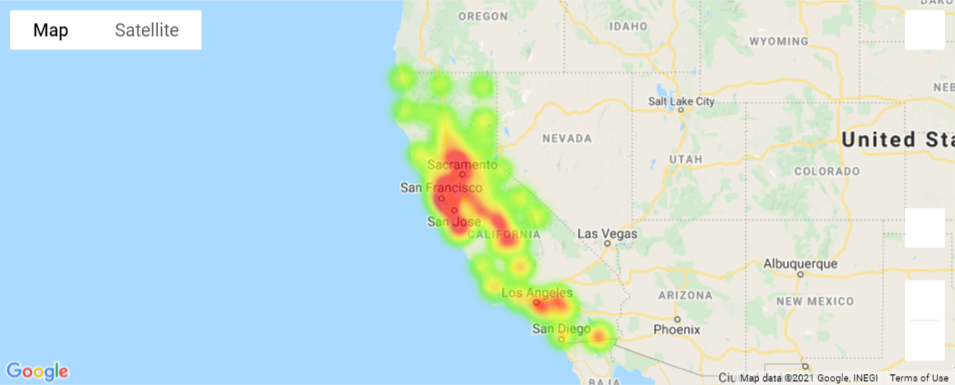 Map
Satellite
OREGON
IDAHO
WYOMING
Salt Lake City
NEVADA
United Sta
UTAH
COLORADO
Sacramento
San Francisco
San Jose
CALIFORNIA
Las Vegas
Los Angeles
Albuquerque
ARIZONA
NEW MEXICO
San Diego
Phoenix
Google
BAJA
Map data ©2021 Google, INEGI
Terms of Use